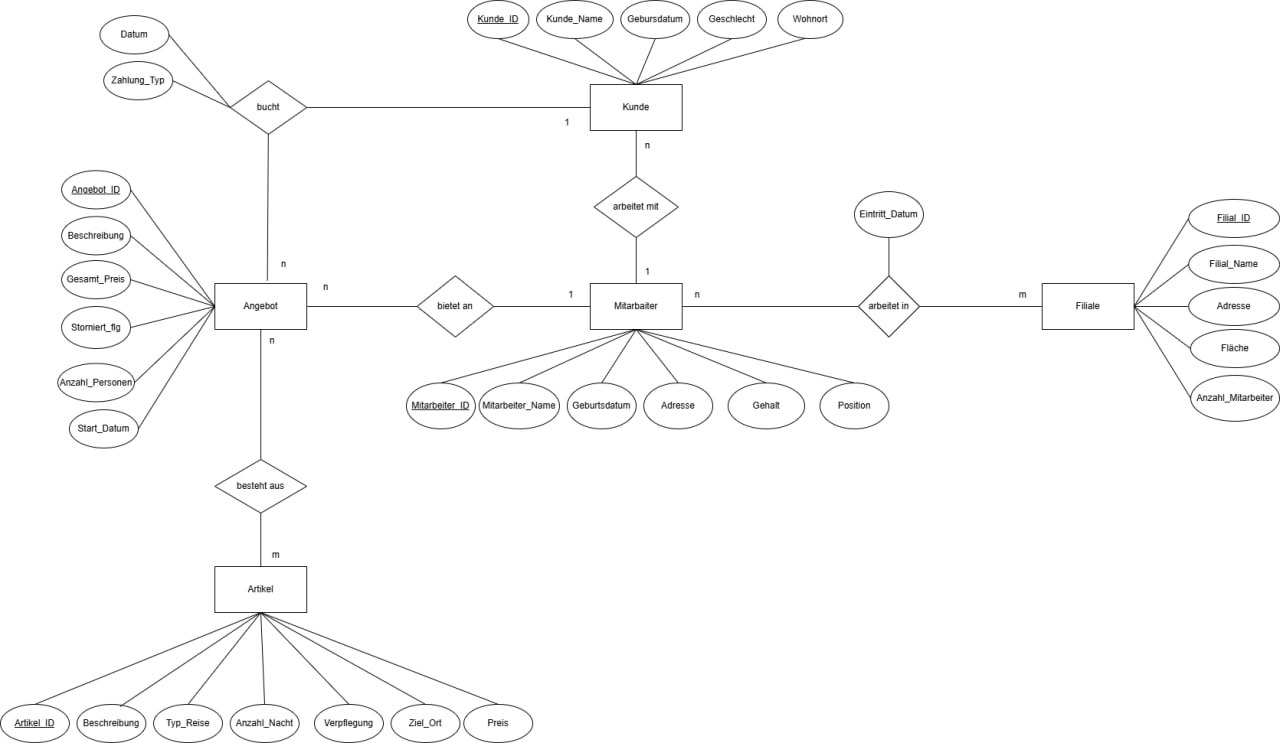 Kunde_ID
Kunde_Name
Gebursdatum
Geschlecht
Wohnort
Datum
Zahlung_Typ
bucht
Kunde
1
n
arbeitet mit
Angebot_ID
Beschreibung
Gesamt_Preis
Storniert_flg
Anzahl_Personen
Start_Datum
n
Angebot
n
n
bietet an
1
1
Mitarbaiter
n
Eintritt_Datum
arbeitet in
m
Filiale
Filial_ID
Filial_Name
Adresse
Fläche
Anzahl_Mitarbeiter
Mitarbeiter_ID
Mitarbeiter_Name
Geburtsdatum
Adresse
Gehalt
Position
besteht aus
m
Artikel
Artikel_ID
Beschreibung
Typ_Reise
Anzahl_Nacht
Verpflegung
Ziel_Ort
Preis